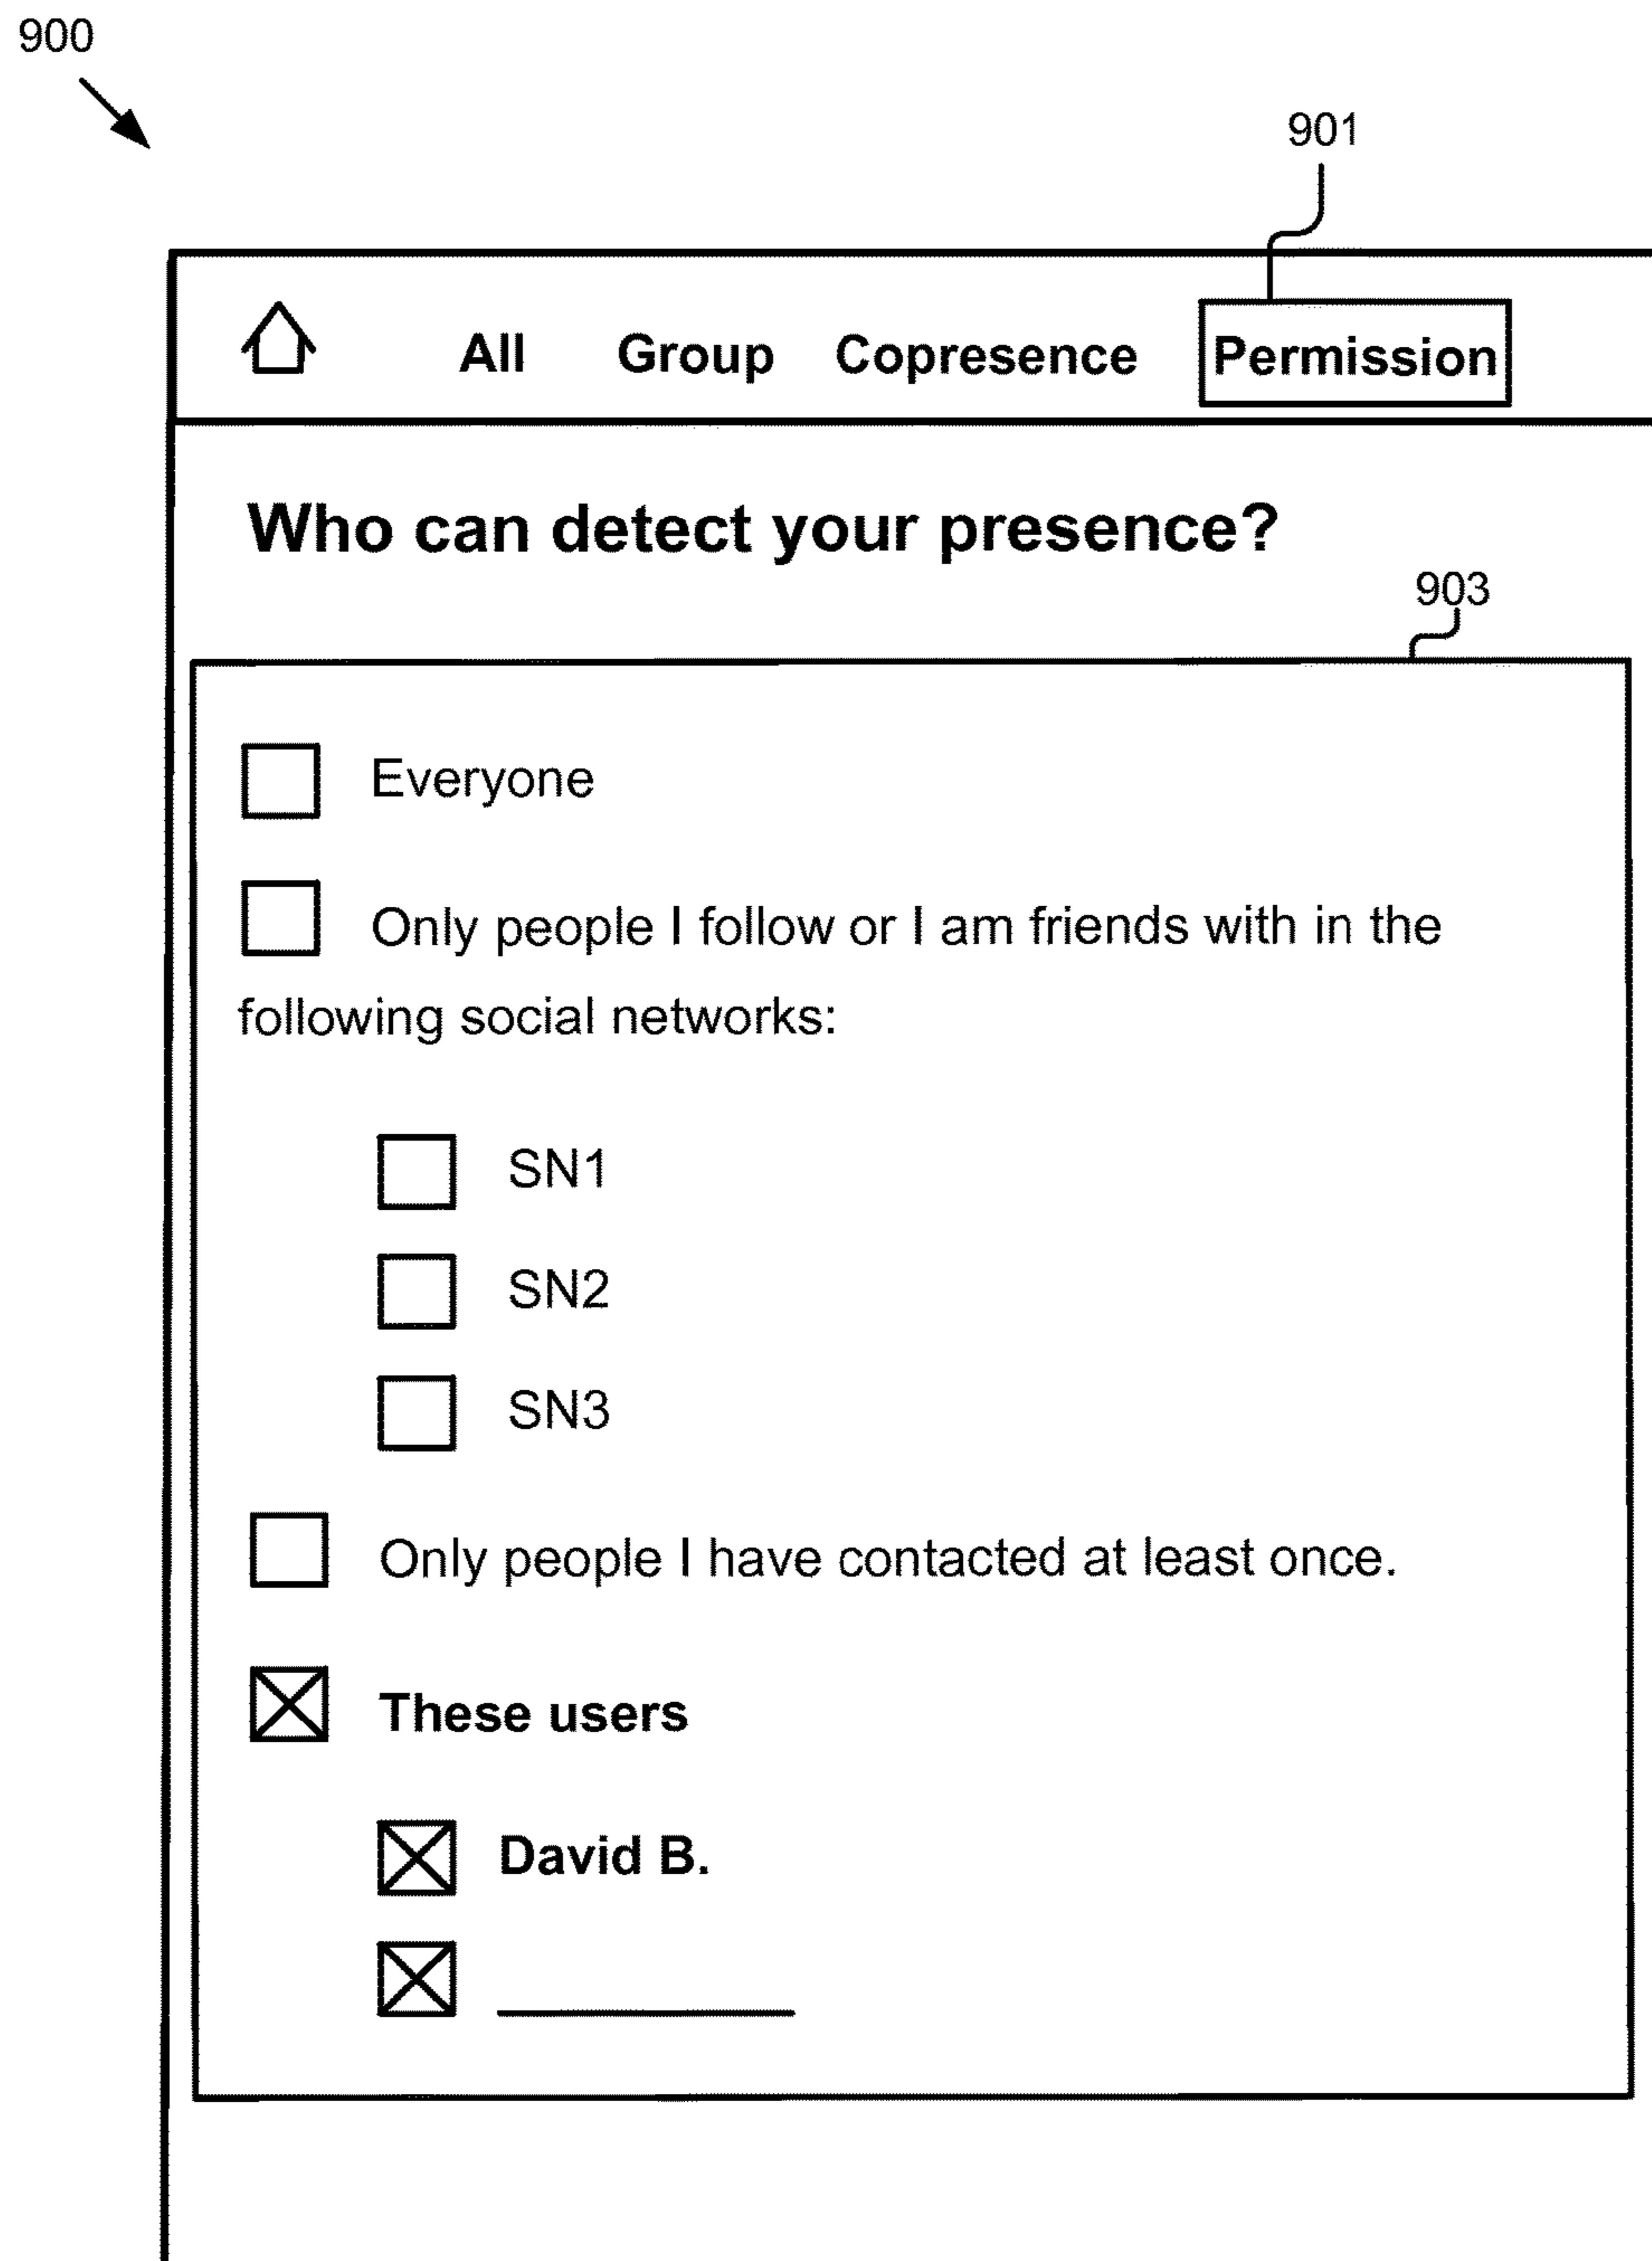 900
901
All Group Copresence Permission
Who can detect your presence?
903
Everyone
Only people I follow or I am friends with in the
following social networks:
SN1
SN2
SN3
Only people I have contacted at least once.
These users
David B.